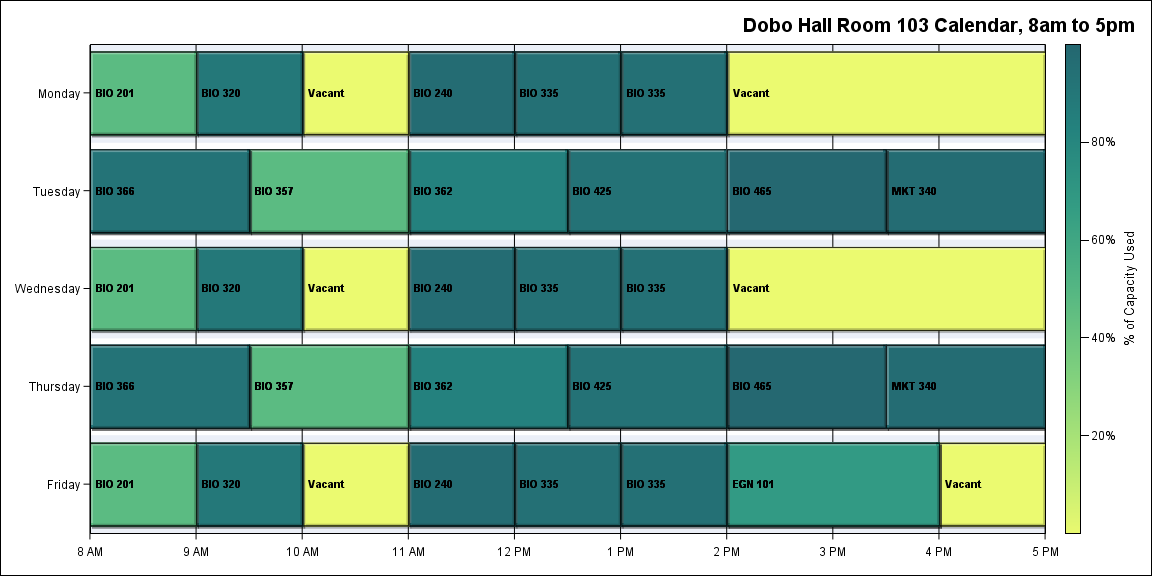 Dobo Hall Room 103 Calendar, 8am to 5pm
Monday BIO 201 BIO 320 Vacant BIO 240 BIO 335 BIO 335 Vacant
Tuesday BIO 366 BIO 357 BIO 362 BIO 425 BIO 465 MKT 340
Wednesday BIO 201 BIO 320 Vacant BIO 240 BIO 335 BIO 335 Vacant
Thursday BIO 366 BIO 357 BIO 362 BIO 425 BIO 465 MKT 340
Friday BIO 201 BIO 320 Vacant BIO 240 BIO 335 BIO 335 EGN 101 Vacant
8 AM 9 AM 10 AM 11 AM 12 PM 1 PM 2 PM 3 PM 4 PM 5 PM
80%
60%
40%
20%
% of Capacity Used